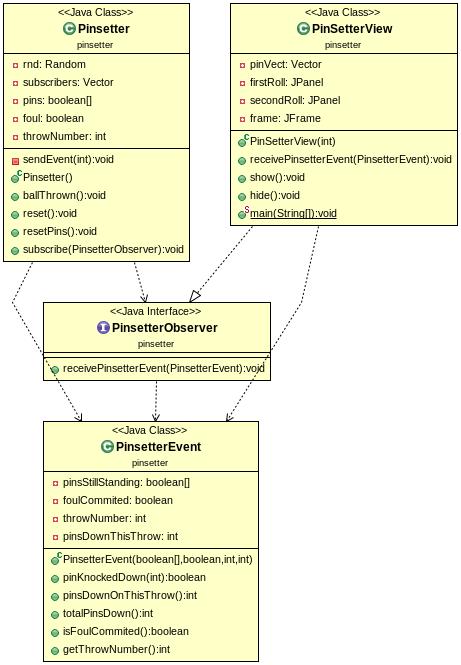 <<Java Class>>
Pinsetter
pinsetter
rnd: Random
subscribers: Vector
pins: boolean[]
foul: boolean
throwNumber: int
sendEvent(int):void
Pinsetter()
ballThrown():void
reset():void
resetPins():void
subscribe(PinsetterObserver):void
<<Java Class>>
PinSetterView
pinsetter
pinVect: Vector
firstRoll: JPanel
secondRoll: JPanel
frame: JFrame
PinSetterView(int)
receivePinsetterEvent(PinsetterEvent):void
show():void
hide():void
main(String[]):void
<<Java Interface>>
PinsetterObserver
pinsetter
receivePinsetterEvent(PinsetterEvent):void
<<Java Class>>
PinsetterEvent
pinsetter
pinsStillStanding: boolean[]
foulCommited: boolean
throwNumber: int
pinsDownThisThrow: int
PinsetterEvent(boolean[],boolean,int,int)
pinKnockedDown(int):boolean
pinsDownOnThisThrow():int
totalPinsDown():int
isFoulCommited():boolean
getThrowNumber():int